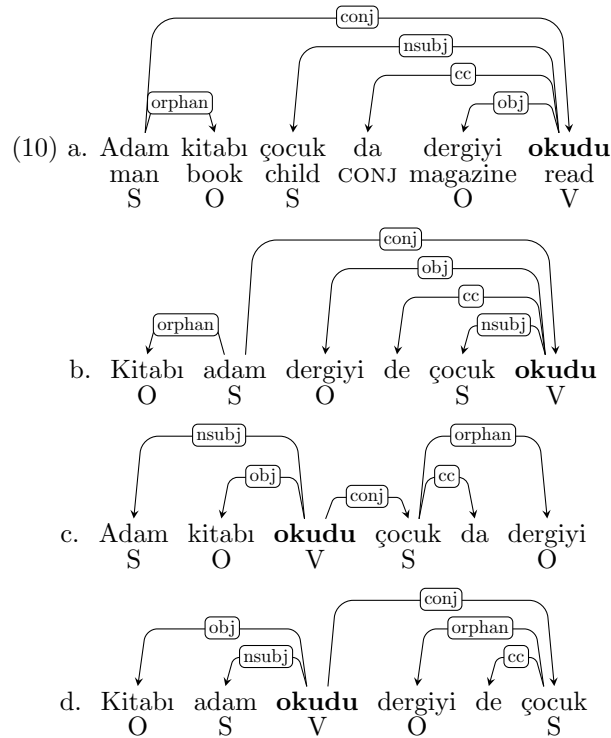 conj
nsubj
cc
orphan obj
(10) a. Adam kitabı çocuk da dergiyi okudu
man book child CONJ magazine read
S O S O V
conj
obj
cc
orphan nsubj
b. Kitabı adam dergiyi de çocuk okudu
O S O S V
nsubj orphan
obj cc
conj
c. Adam kitabı okudu çocuk da dergiyi
S O V S O
conj
obj orphan
nsubj cc
d. Kitabı adam okudu dergiyi de çocuk
O S V O S